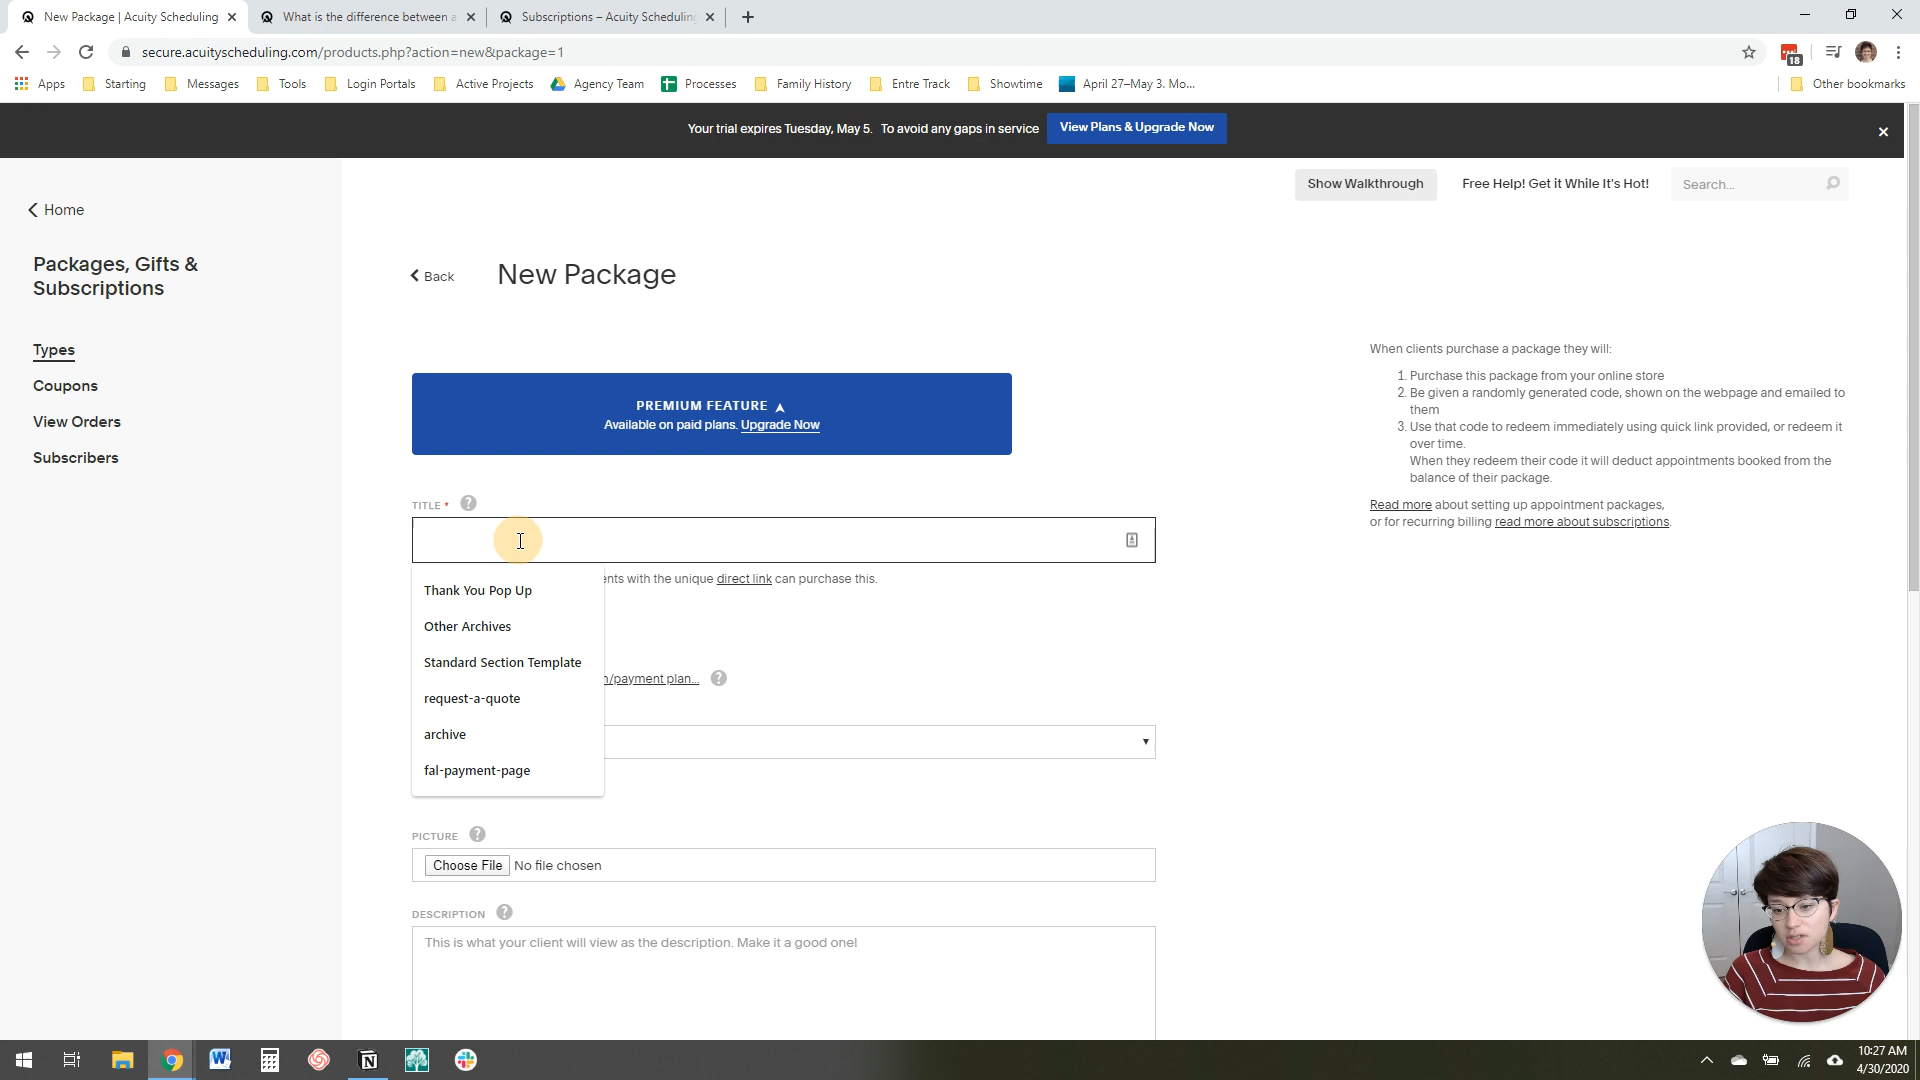 New Package | Acuity Scheduling
What is the difference between a
Subscriptions – Acuity Scheduling
secure.acuityscheduling.com/products.php?action=new&package=1
18
Apps
Starting
Messages
Tools
Login Portals
Active Projects
Agency Team
Processes
Family History
Entre Track
Showtime
April 27–May 3. Mo...
Other bookmarks
Your trial expires Tuesday, May 5. To avoid any gaps in service
View Plans & Upgrade Now
Show Walkthrough
Free Help! Get it While It's Hot!
Search...
Home
Packages, Gifts &
Subscriptions
Types
Coupons
View Orders
Subscribers
Back
New Package
PREMIUM FEATURE
Available on paid plans. Upgrade Now
When clients purchase a package they will:
1. Purchase this package from your online store
2. Be given a randomly generated code, shown on the webpage and emailed to
them
3. Use that code to redeem immediately using quick link provided, or redeem it
over time.
When they redeem their code it will deduct appointments booked from the
balance of their package.
Read more about setting up appointment packages,
or for recurring billing read more about subscriptions.
TITLE * ?
ents with the unique direct link can purchase this.
Thank You Pop Up
Other Archives
Standard Section Template
request-a-quote
archive
fal-payment-page
n/payment plan... ?
PICTURE ?
Choose File No file chosen
DESCRIPTION ?
This is what your client will view as the description. Make it a good one!
10:27 AM
4/30/2020